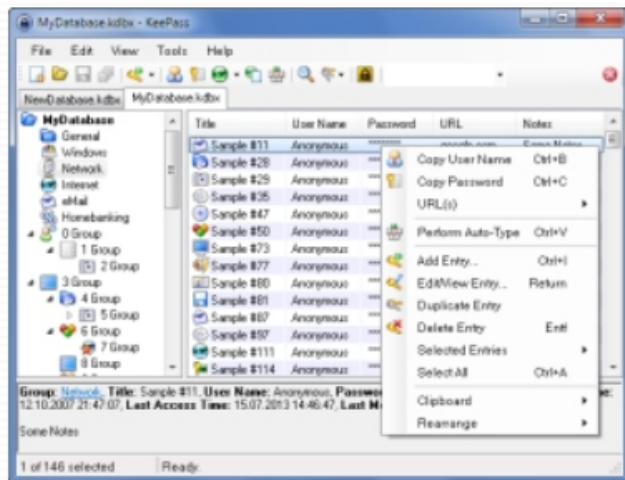 MyDatabase.kdbx - KeePass
File Edit View Tools Help
NewDatabase.kdbx MyDatabase.kdbx
MyDatabase
General
Windows
Network
Internet
eMail
Homebanking
0 Group
1 Group
2 Group
3 Group
4 Group
5 Group
6 Group
7 Group
8 Group
Title User Name Password URL Notes
Sample #11 Anonymous ******** google.com Some Notes
Sample #28 Anonymous
Sample #29 Anonymous
Sample #35 Anonymous
Sample #47 Anonymous
Sample #50 Anonymous
Sample #73 Anonymous
Sample #77 Anonymous
Sample #80 Anonymous
Sample #81 Anonymous
Sample #87 Anonymous
Sample #97 Anonymous
Sample #111 Anonymous
Sample #114 Anonymous
Copy User Name Ctrl+B
Copy Password Ctrl+C
URL(s)
Perform Auto-Type Ctrl+V
Add Entry... Ctrl+I
Edit/View Entry... Return
Duplicate Entry
Delete Entry Entf
Selected Entries
Select All Ctrl+A
Clipboard
Rearrange
Group: Network, Title: Sample #11, User Name: Anonymous, Passw
12.10.2007 21:47:07, Last Access Time: 15.07.2013 14:46:47, Last M
Some Notes
1 of 146 selected Ready.